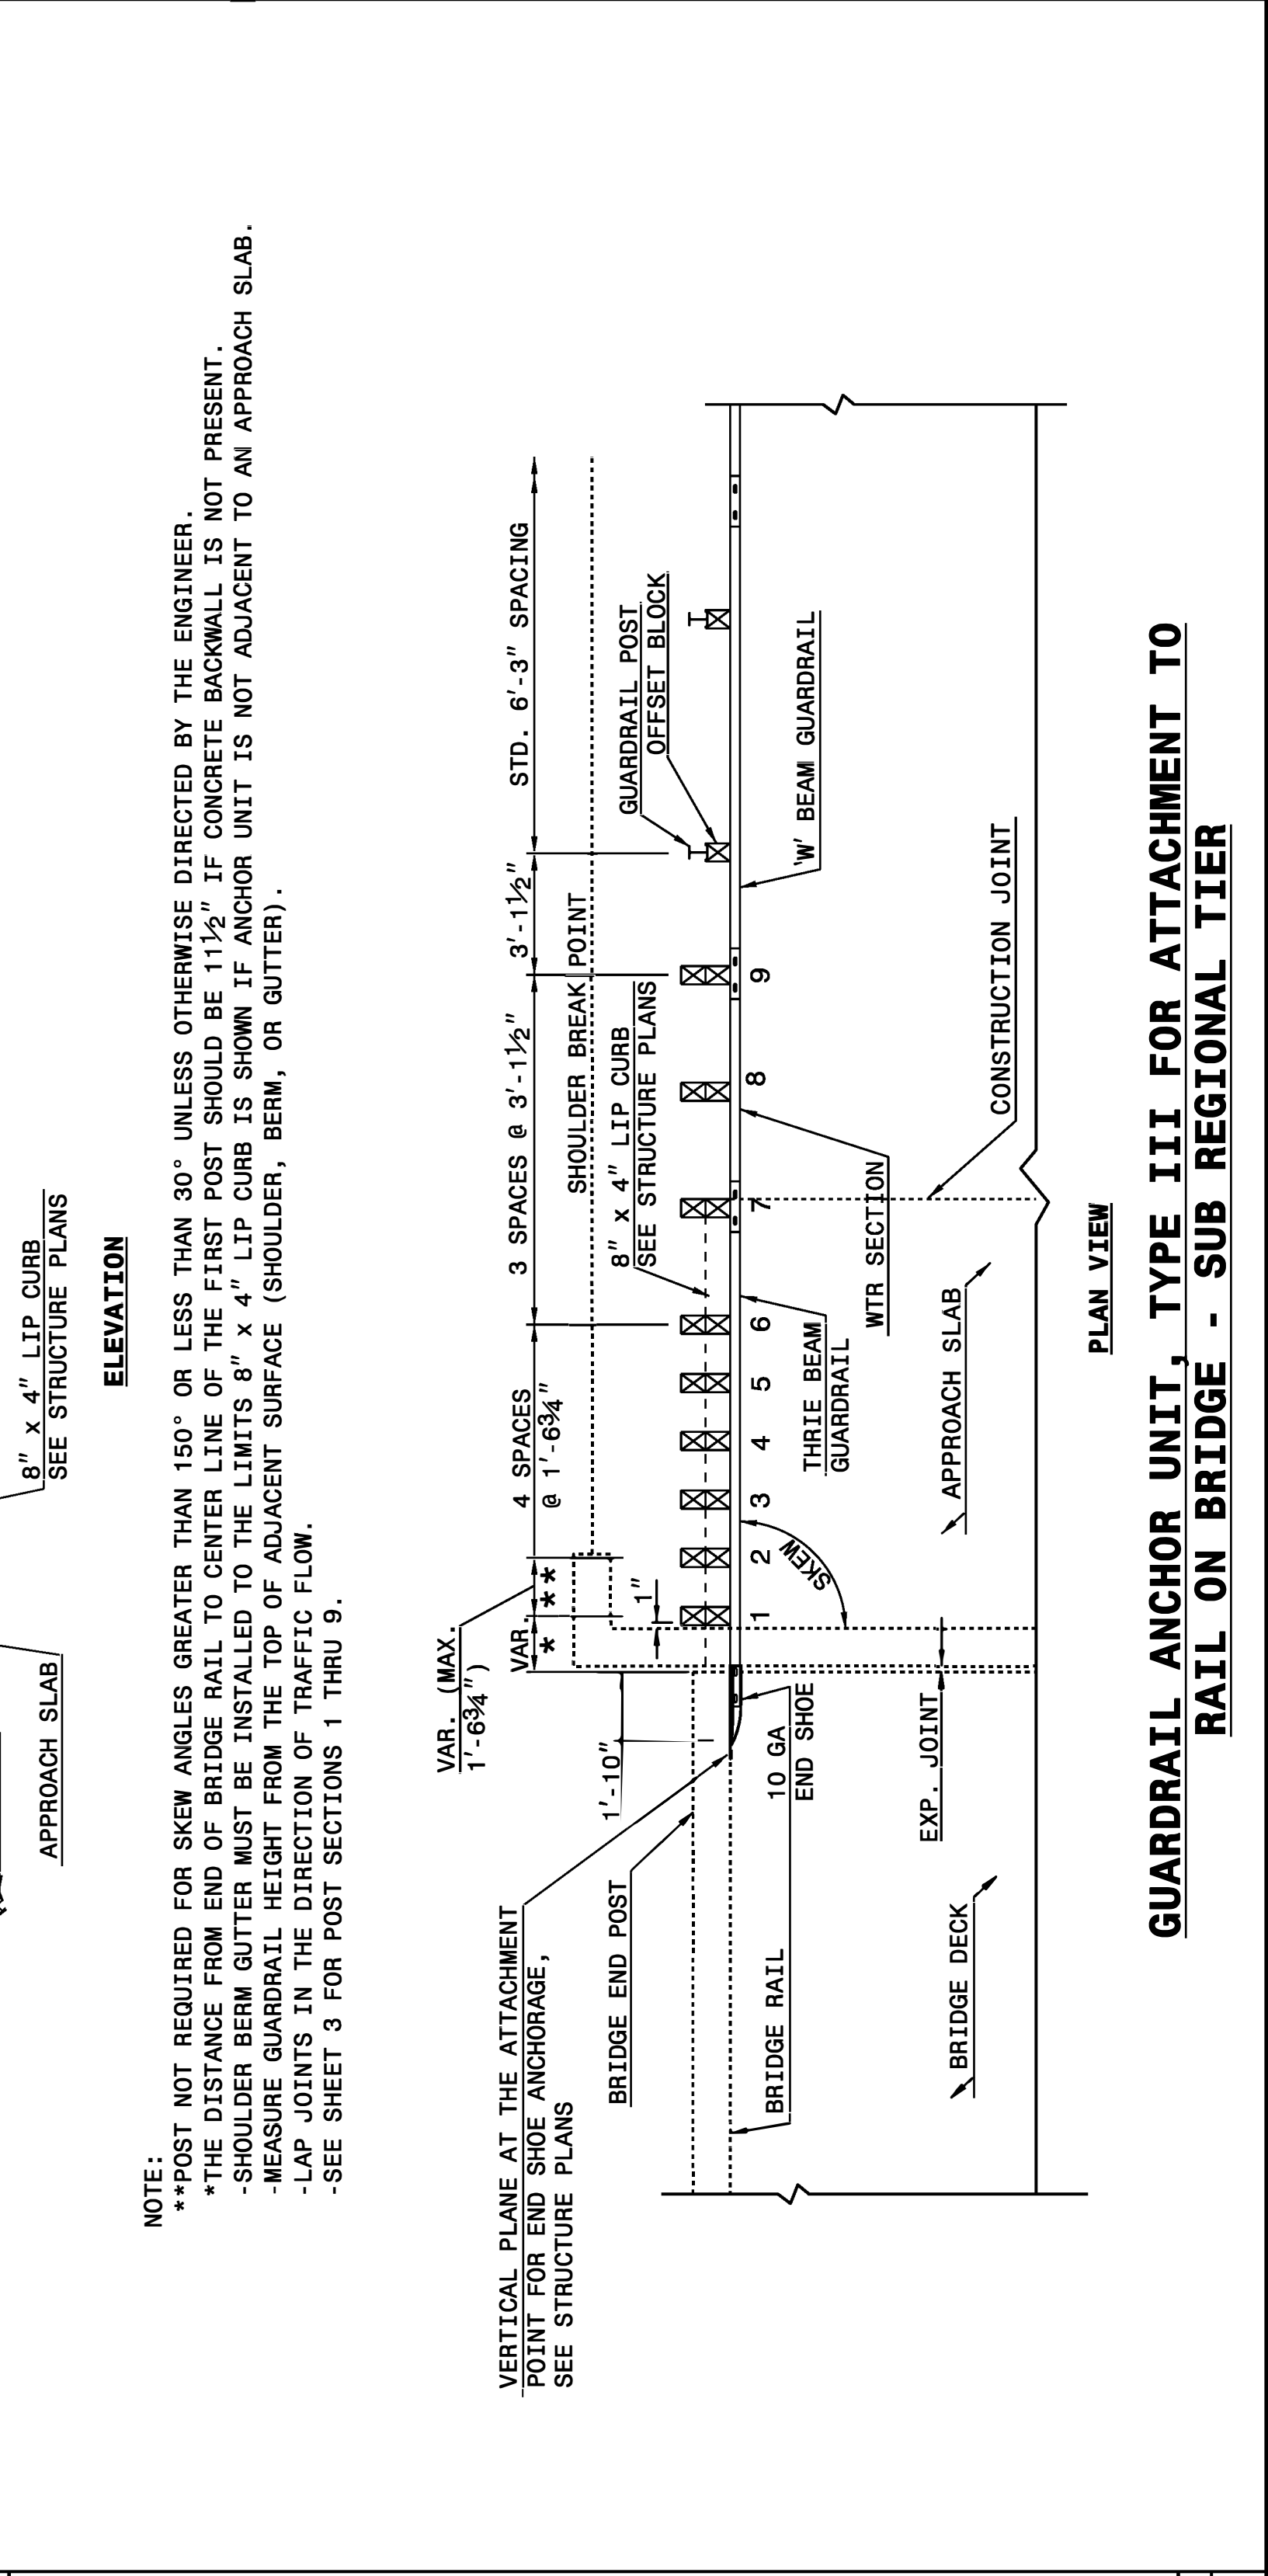 8" x 4" LIP CURB
SEE STRUCTURE PLANS
APPROACH SLAB
ELEVATION
NOTE:
**POST NOT REQUIRED FOR SKEW ANGLES GREATER THAN 150° OR LESS THAN 30° UNLESS OTHERWISE DIRECTED BY THE ENGINEER.
*THE DISTANCE FROM END OF BRIDGE RAIL TO CENTER LINE OF THE FIRST POST SHOULD BE 11½" IF CONCRETE BACKWALL IS NOT PRESENT.
-SHOULDER BERM GUTTER MUST BE INSTALLED TO THE LIMITS 8" x 4" LIP CURB IS SHOWN IF ANCHOR UNIT IS NOT ADJACENT TO AN APPROACH SLAB.
-MEASURE GUARDRAIL HEIGHT FROM THE TOP OF ADJACENT SURFACE (SHOULDER, BERM, OR GUTTER).
-LAP JOINTS IN THE DIRECTION OF TRAFFIC FLOW.
-SEE SHEET 3 FOR POST SECTIONS 1 THRU 9.
VAR. (MAX.
1'-6¾")
VAR.
*
**
4 SPACES
@ 1'-6¾"
3 SPACES @ 3'-1½"
3'-1½"
STD. 6'-3" SPACING
VERTICAL PLANE AT THE ATTACHMENT
POINT FOR END SHOE ANCHORAGE,
SEE STRUCTURE PLANS
SHOULDER BREAK POINT
1'-10"
1"
8" x 4" LIP CURB
SEE STRUCTURE PLANS
GUARDRAIL POST
OFFSET BLOCK
BRIDGE END POST
1 2 3 4 5 6 7 8 9
SKEW
BRIDGE RAIL
10 GA
END SHOE
THRIE BEAM
GUARDRAIL
'W' BEAM GUARDRAIL
WTR SECTION
EXP. JOINT
BRIDGE DECK
APPROACH SLAB
CONSTRUCTION JOINT
PLAN VIEW
GUARDRAIL ANCHOR UNIT, TYPE III FOR ATTACHMENT TO
RAIL ON BRIDGE - SUB REGIONAL TIER